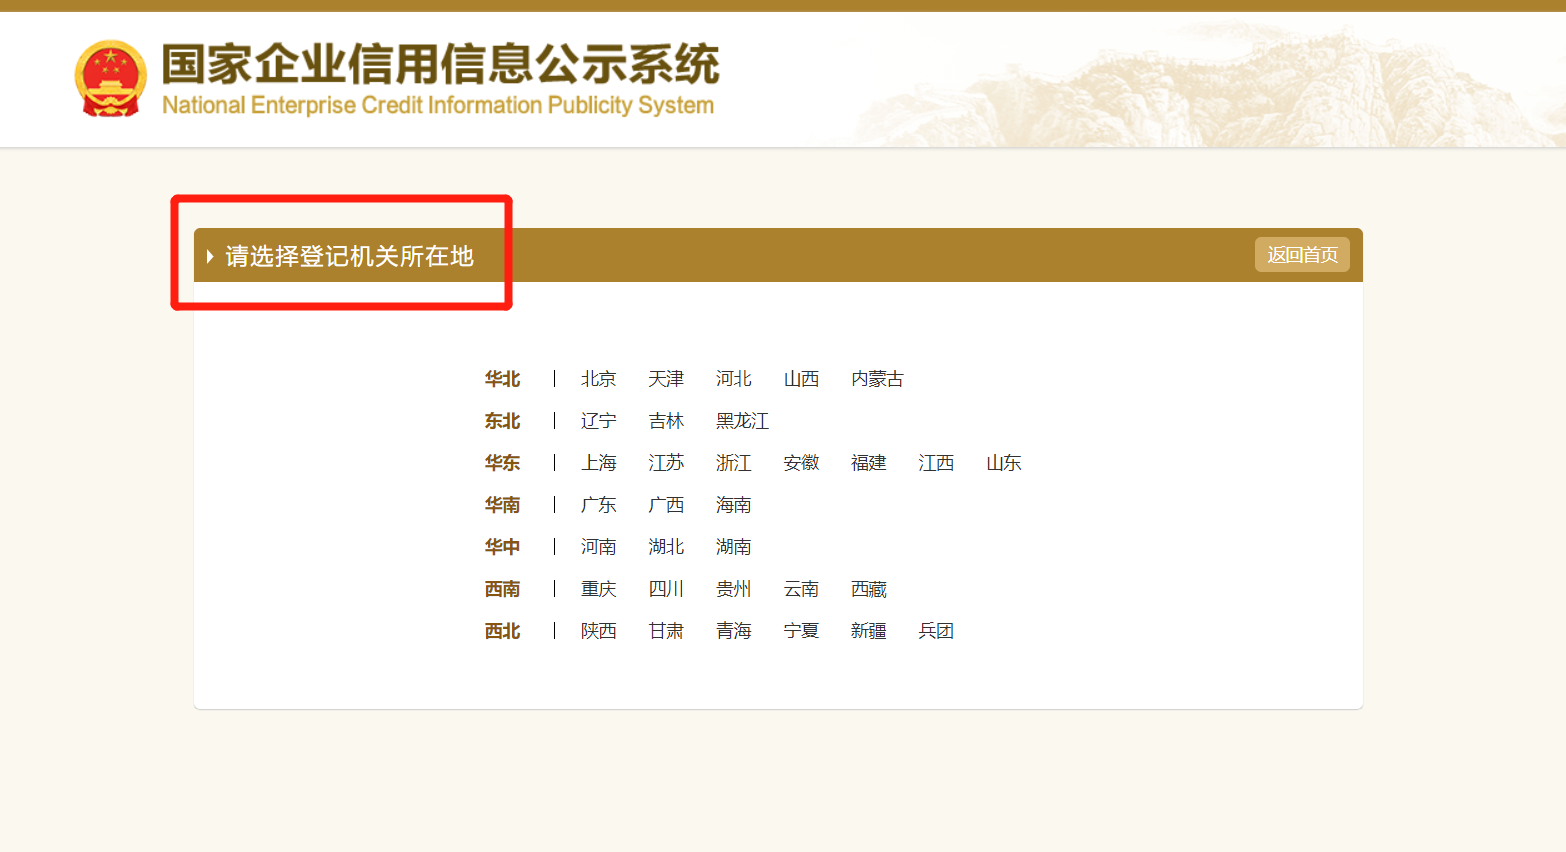 国家企业信用信息公示系统
National Enterprise Credit Information Publicity System
请选择登记机关所在地 返回首页
华北 | 北京 天津 河北 山西 内蒙古
东北 | 辽宁 吉林 黑龙江
华东 | 上海 江苏 浙江 安徽 福建 江西 山东
华南 | 广东 广西 海南
华中 | 河南 湖北 湖南
西南 | 重庆 四川 贵州 云南 西藏
西北 | 陕西 甘肃 青海 宁夏 新疆 兵团